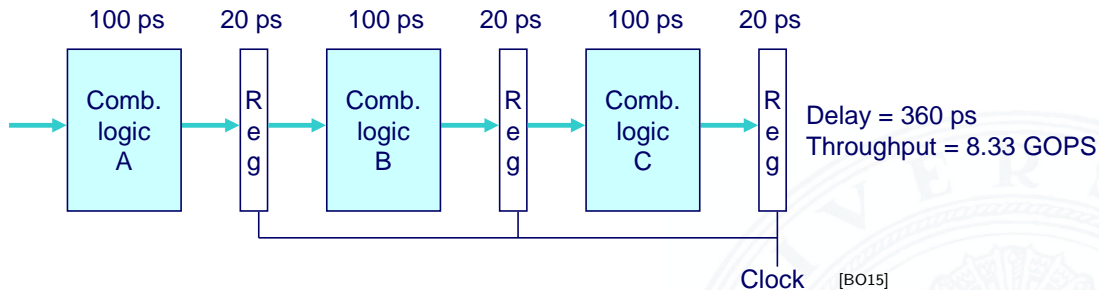 100 ps 20 ps 100 ps 20 ps 100 ps 20 ps
Comb.
logic
A
R
e
g
Comb.
logic
B
R
e
g
Comb.
logic
C
R
e
g
Delay = 360 ps
Throughput = 8.33 GOPS
Clock [BO15]